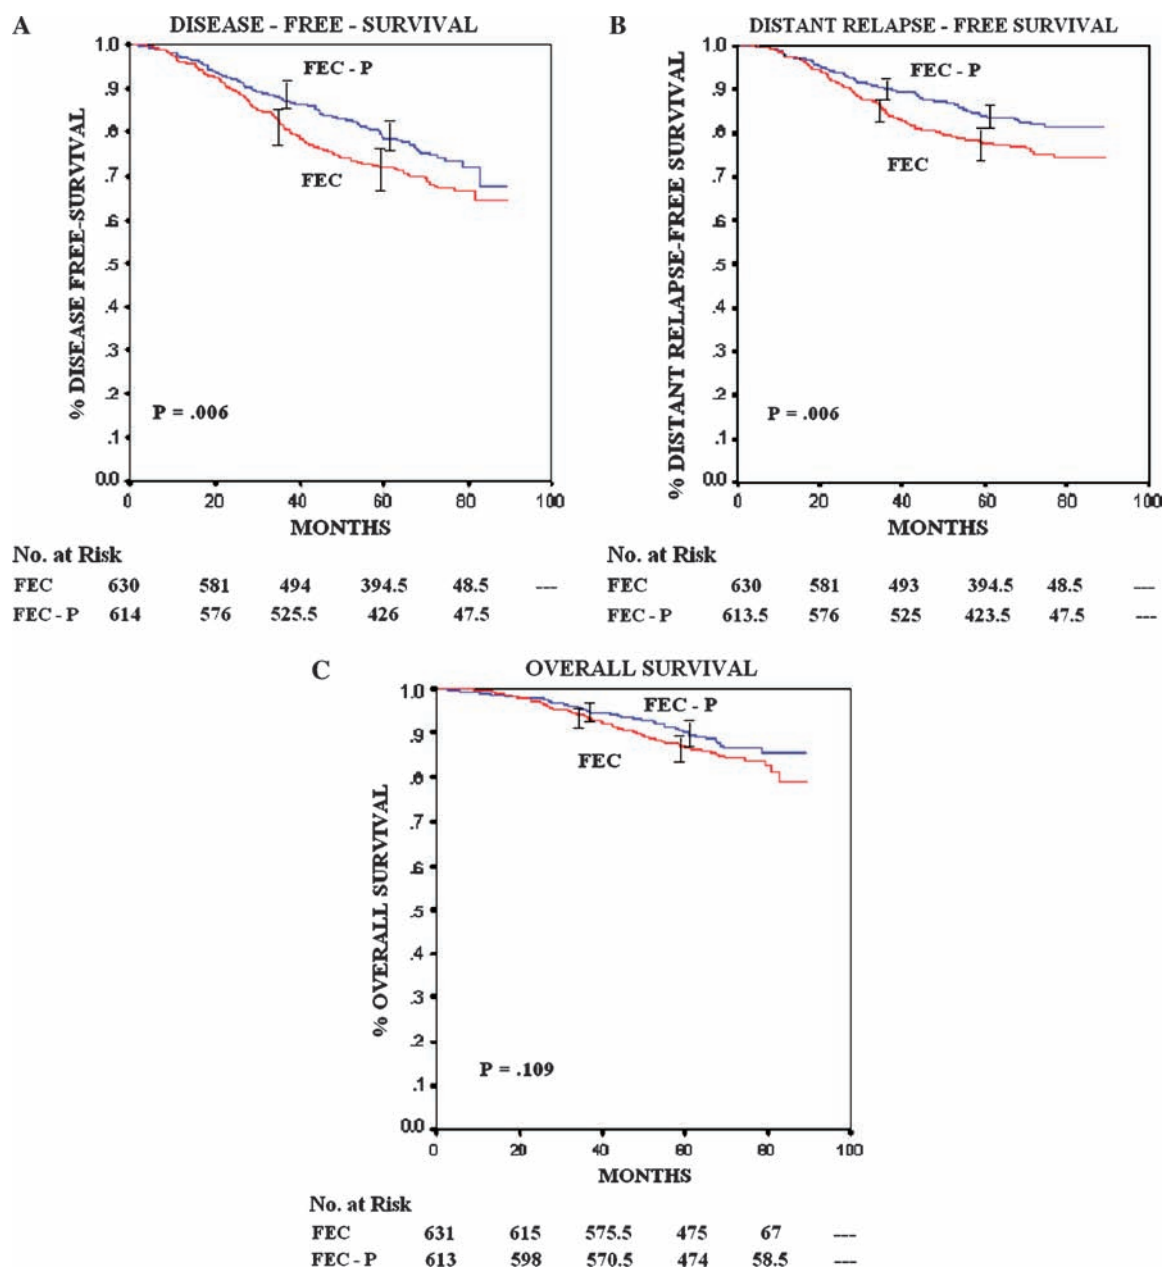 A
DISEASE - FREE - SURVIVAL
% DISEASE FREE-SURVIVAL
1.0
.9
.8
.7
.6
.5
.4
.3
.2
.1
0.0
FEC - P
FEC
P = .006
0 20 40 60 80 100
MONTHS
No. at Risk
FEC 630 581 494 394.5 48.5 ---
FEC - P 614 576 525.5 426 47.5
B
DISTANT RELAPSE - FREE SURVIVAL
% DISTANT RELAPSE-FREE SURVIVAL
1.0
.9
.8
.7
.6
.5
.4
.3
.2
.1
0.0
FEC - P
FEC
P = .006
0 20 40 60 80 100
MONTHS
No. at Risk
FEC 630 581 493 394.5 48.5 ---
FEC - P 613.5 576 525 423.5 47.5 ---
C
OVERALL SURVIVAL
% OVERALL SURVIVAL
1.0
.9
.8
.7
.6
.5
.4
.3
.2
.1
0.0
FEC - P
FEC
P = .109
0 20 40 60 80 100
MONTHS
No. at Risk
FEC 631 615 575.5 475 67 ---
FEC - P 613 598 570.5 474 58.5 ---